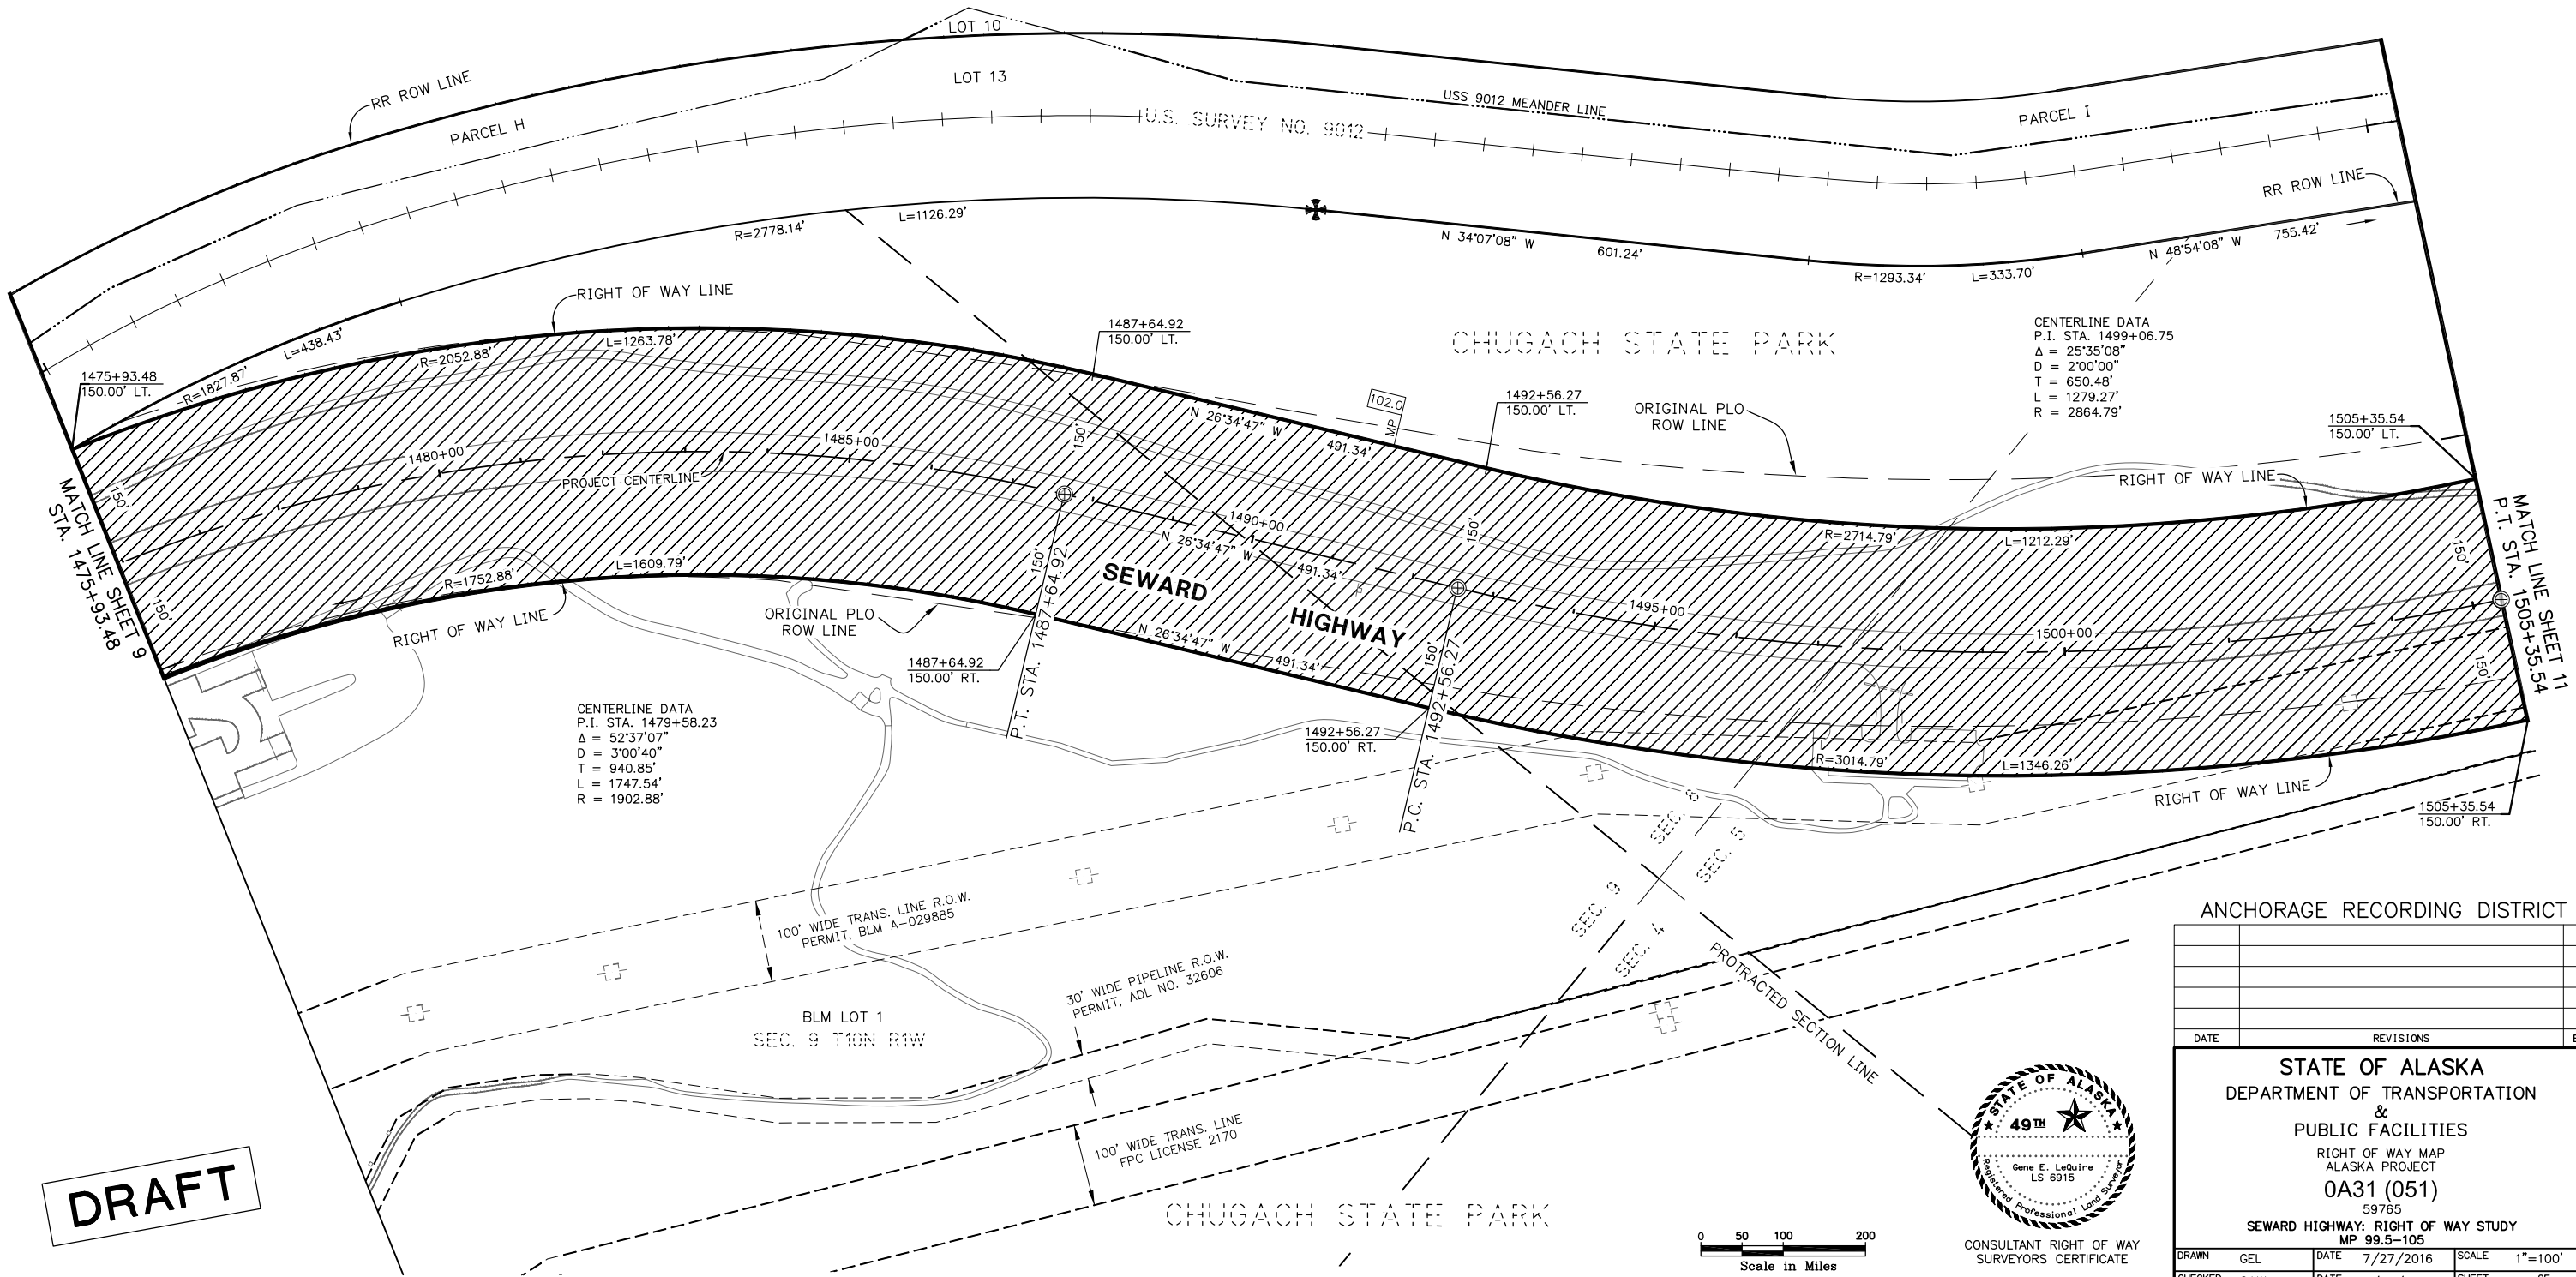 LOT 10
RR ROW LINE
LOT 13
PARCEL H
U.S. SURVEY NO. 9012
USS 9012 MEANDER LINE
PARCEL I
RR ROW LINE
L=1126.29'
R=2778.14'
N 34°07'08" W
601.24'
R=1293.34'
L=333.70'
N 48°54'08" W
755.42'
RIGHT OF WAY LINE
L=438.43'
R=1827.87'
R=2052.88'
L=1263.78'
1475+93.48
150.00' LT.
1487+64.92
150.00' LT.
CHUGACH STATE PARK
CENTERLINE DATA
P.I. STA. 1499+06.75
Δ = 25°35'08"
D = 2°00'00"
T = 650.48'
L = 1279.27'
R = 2864.79'
102.0
MP
1492+56.27
150.00' LT.
ORIGINAL PLO
ROW LINE
1505+35.54
150.00' LT.
RIGHT OF WAY LINE
N 26°34'47" W
491.34'
150'
1480+00
1485+00
PROJECT CENTERLINE
150'
150'
MATCH LINE SHEET 9
STA. 1475+93.48
1490+00
N 26°34'47" W
491.34'
150'
150'
150'
SEWARD
HIGHWAY
R=2714.79'
L=1212.29'
1495+00
1500+00
150'
150'
MATCH LINE SHEET 11
P.T. STA. 1505+35.54
R=1752.88'
L=1609.79'
RIGHT OF WAY LINE
ORIGINAL PLO
ROW LINE
1487+64.92
150.00' RT.
P.T. STA. 1487+64.92
N 26°34'47" W
491.34'
1492+56.27
150.00' RT.
P.C. STA. 1492+56.27
R=3014.79'
L=1346.26'
RIGHT OF WAY LINE
1505+35.54
150.00' RT.
CENTERLINE DATA
P.I. STA. 1479+58.23
Δ = 52°37'07"
D = 3°00'40"
T = 940.85'
L = 1747.54'
R = 1902.88'
SEC. 8
SEC. 5
SEC. 9
SEC. 4
PROTRACTED SECTION LINE
100' WIDE TRANS. LINE R.O.W.
PERMIT, BLM A-029885
30' WIDE PIPELINE R.O.W.
PERMIT, ADL NO. 32606
BLM LOT 1
SEC. 9 T10N R1W
100' WIDE TRANS. LINE
FPC LICENSE 2170
CHUGACH STATE PARK
DRAFT
0 50 100 200
Scale in Miles
STATE OF ALASKA
49TH
Gene E. LeQuire
LS 6915
Registered Professional Land Surveyor
CONSULTANT RIGHT OF WAY
SURVEYORS CERTIFICATE
ANCHORAGE RECORDING DISTRICT
DATE REVISIONS
STATE OF ALASKA
DEPARTMENT OF TRANSPORTATION
&
PUBLIC FACILITIES
RIGHT OF WAY MAP
ALASKA PROJECT
0A31 (051)
59765
SEWARD HIGHWAY: RIGHT OF WAY STUDY
MP 99.5-105
DRAWN GEL DATE 7/27/2016 SCALE 1"=100'